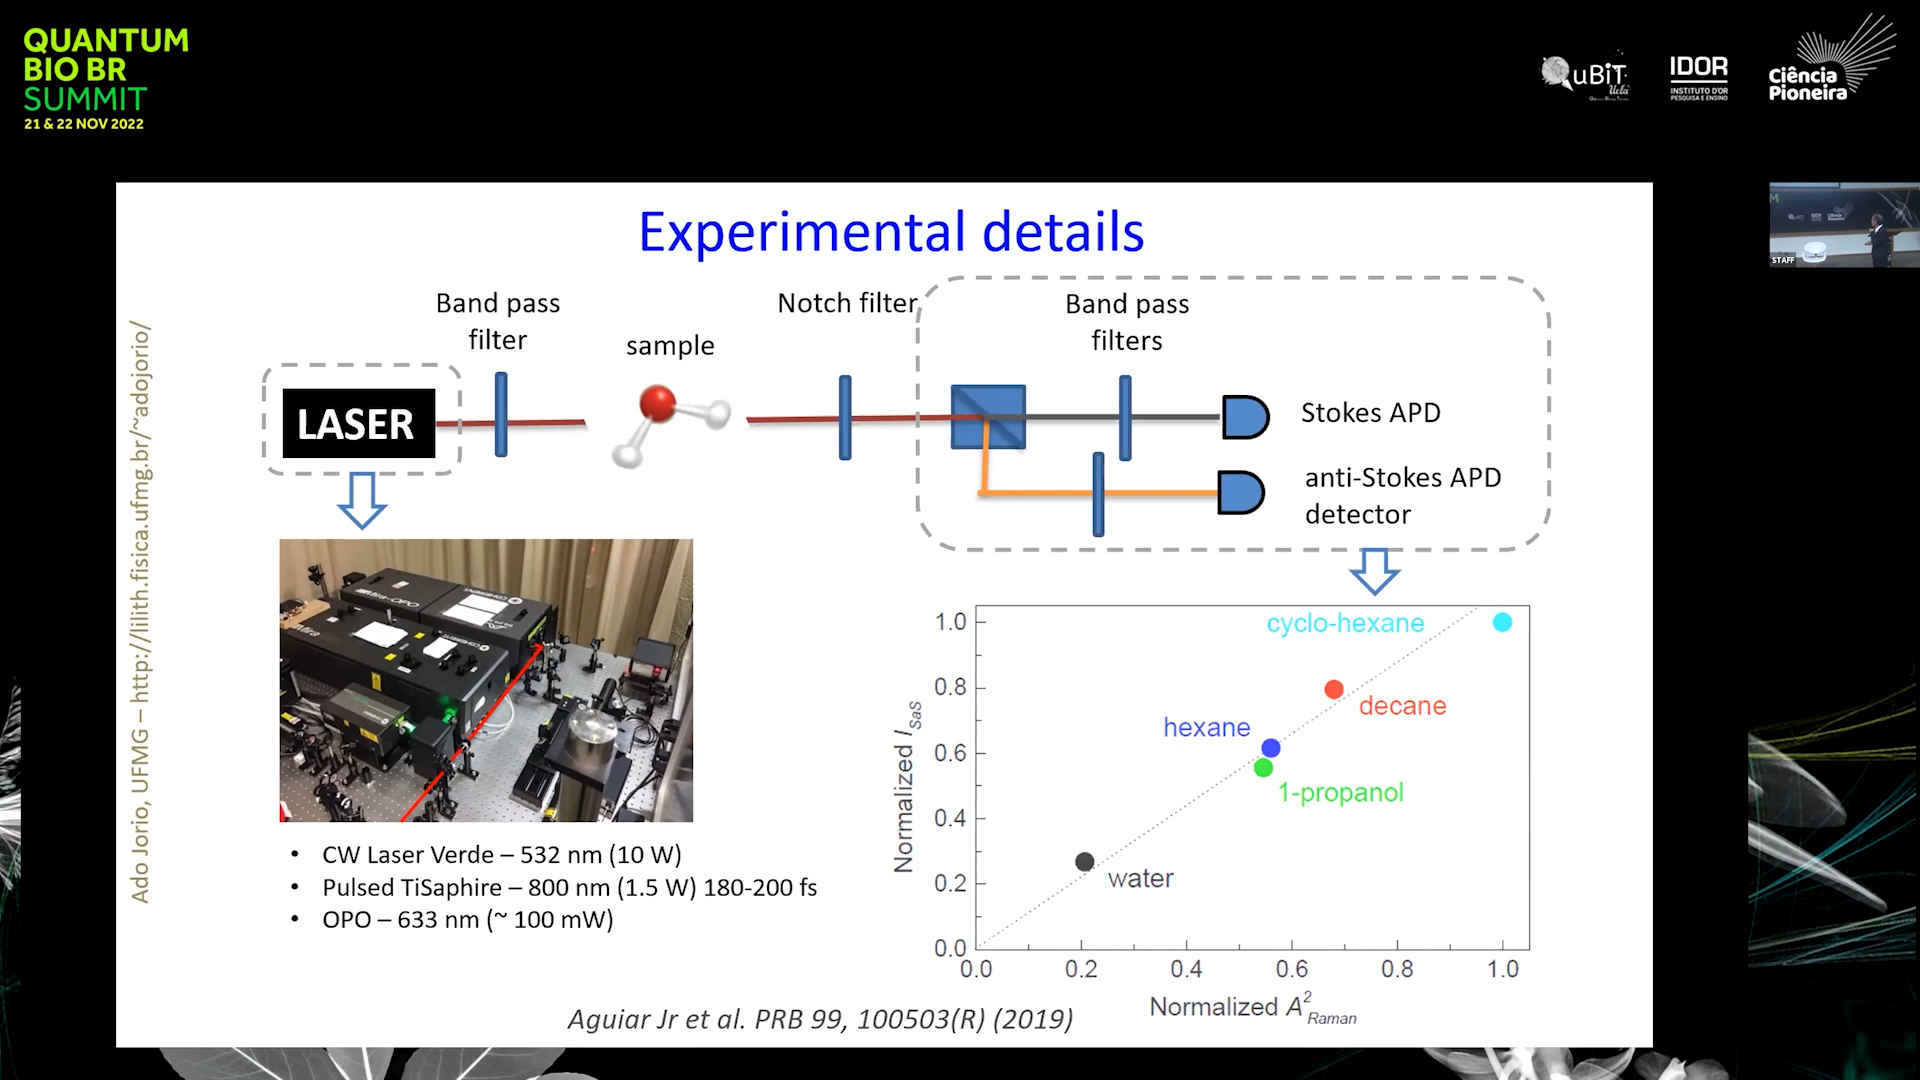 QUANTUM
BIO BR
SUMMIT
21 & 22 NOV 2022
QuBiT
Ucla
IDOR
INSTITUTO D'OR
PESQUISA E ENSINO
Ciência
Pioneira
STAFF
Experimental details
Ado Jorio, UFMG – http://lilith.fisica.ufmg.br/~adojorio/
Band pass
filter
sample
Notch filter
Band pass
filters
LASER
Stokes APD
anti-Stokes APD
detector
COHERENT
• CW Laser Verde – 532 nm (10 W)
• Pulsed TiSaphire – 800 nm (1.5 W) 180-200 fs
• OPO – 633 nm (~ 100 mW)
Normalized I_SaS
1.0
0.8
0.6
0.4
0.2
0.0
cyclo-hexane
decane
hexane
1-propanol
water
0.0 0.2 0.4 0.6 0.8 1.0
Normalized A²_Raman
Aguiar Jr et al. PRB 99, 100503(R) (2019)